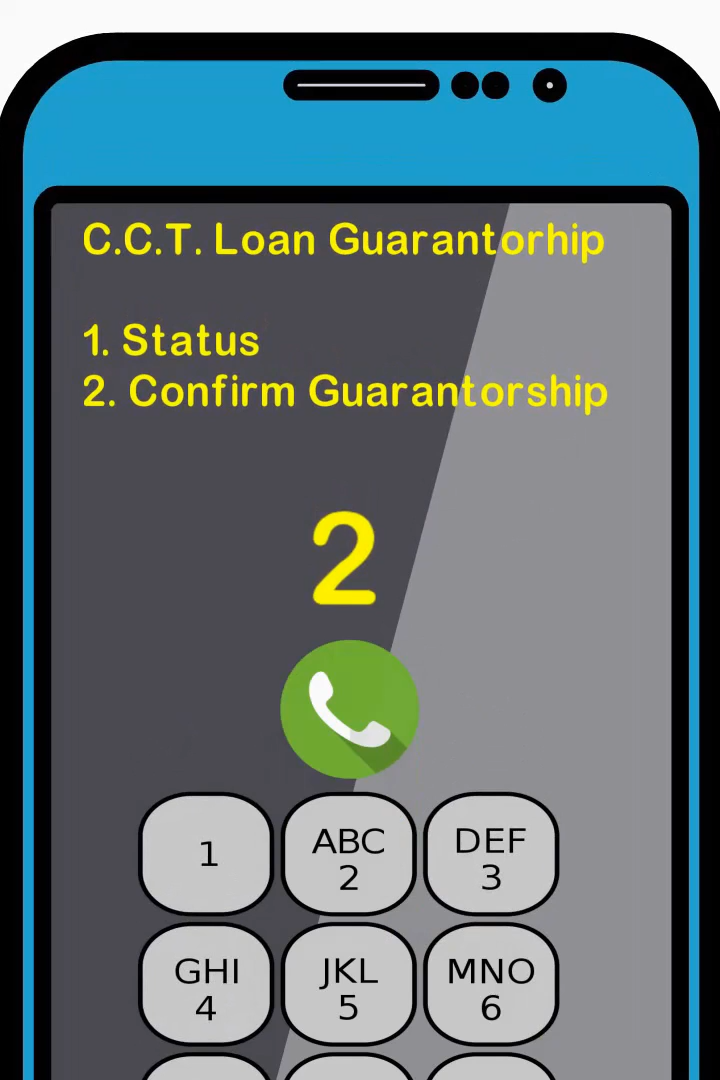 C.C.T. Loan Guarantorhip
1. Status
2. Confirm Guarantorship
2
1
ABC
2
DEF
3
GHI
4
JKL
5
MNO
6